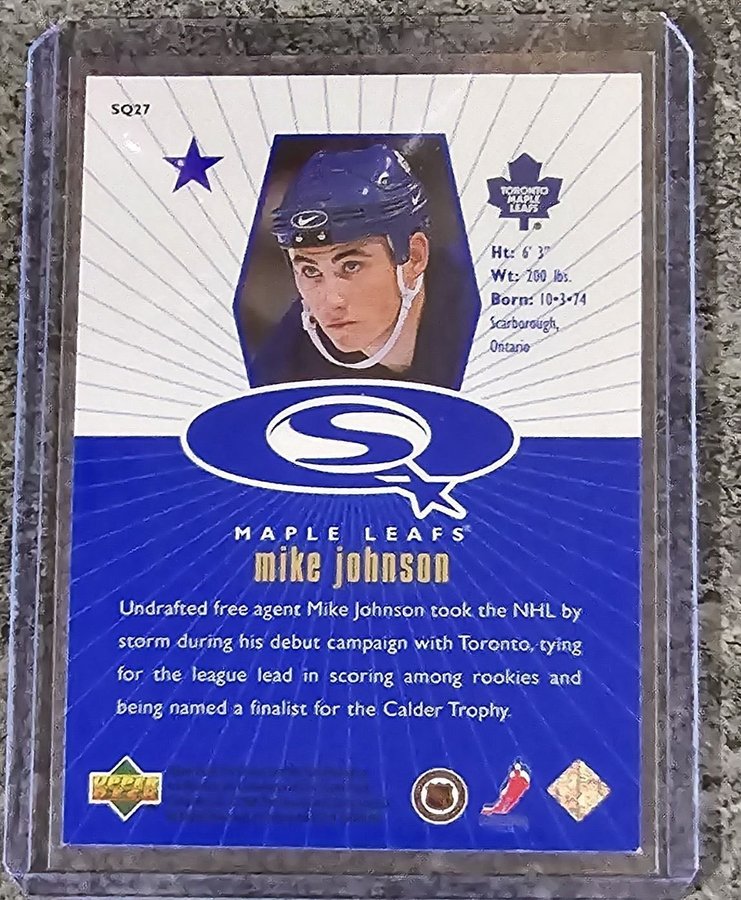 SQ27
TORONTO
MAPLE
LEAFS
Ht: 6' 3"
Wt: 200 lbs.
Born: 10•3•74
Scarborough,
Ontario
S
MAPLE LEAFS
mike johnson
Undrafted free agent Mike Johnson took the NHL by
storm during his debut campaign with Toronto, tying
for the league lead in scoring among rookies and
being named a finalist for the Calder Trophy.
UPPER
DECK